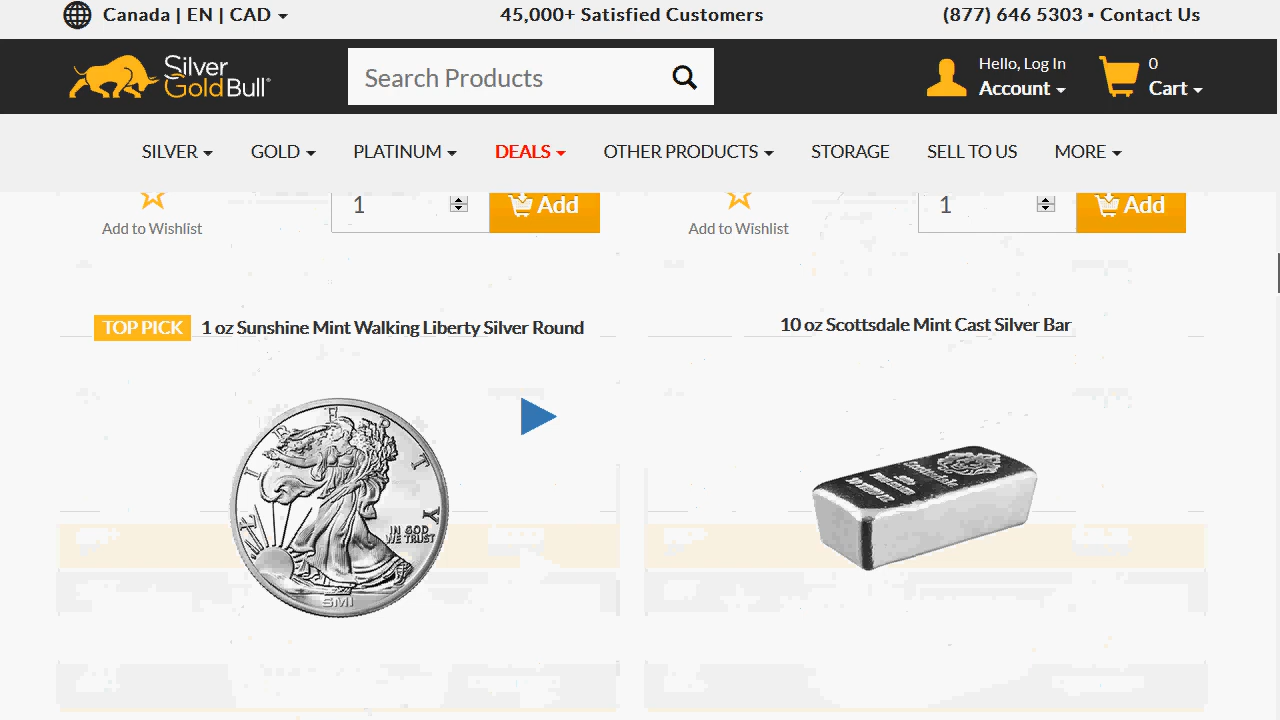 Canada | EN | CAD
45,000+ Satisfied Customers
(877) 646 5303 ▪ Contact Us
Silver
Gold Bull
Search Products
Hello, Log In
Account
0
Cart
SILVER
GOLD
PLATINUM
DEALS
OTHER PRODUCTS
STORAGE
SELL TO US
MORE
1
Add
1
Add
Add to Wishlist
Add to Wishlist
TOP PICK
1 oz Sunshine Mint Walking Liberty Silver Round
10 oz Scottsdale Mint Cast Silver Bar
LIBERTY
IN GOD
WE TRUST
SMI
Scottsdale